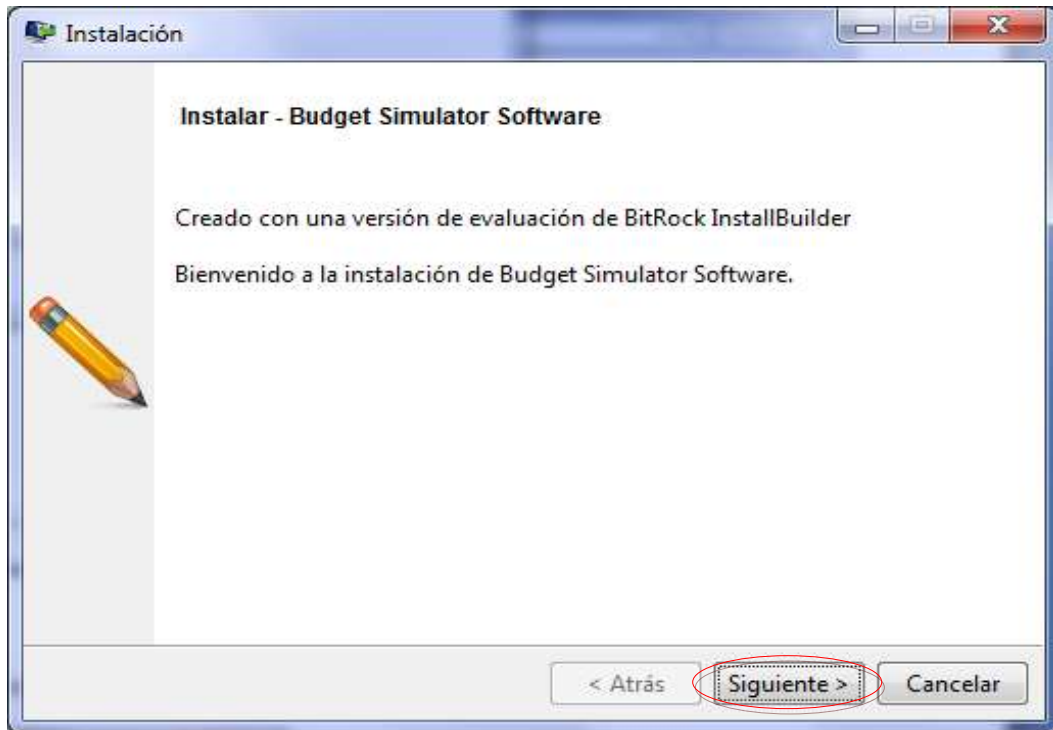 Instalación
Instalar - Budget Simulator Software
Creado con una versión de evaluación de BitRock InstallBuilder
Bienvenido a la instalación de Budget Simulator Software.
< Atrás
Siguiente >
Cancelar